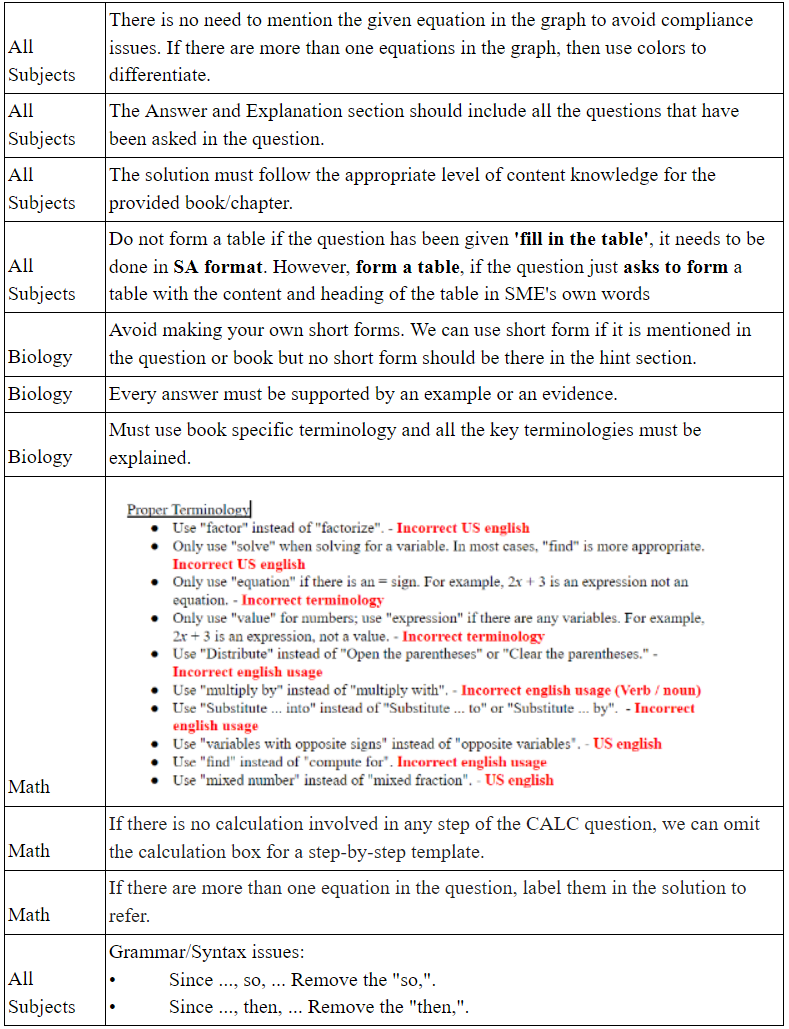 There is no need to mention the given equation in the graph to avoid compliance
All
issues. If there are more than one equations in the graph, then use colors to
Subjects
differentiate.
All
The Answer and Explanation section should include all the questions that have
Subjects
been asked in the question.
All
The solution must follow the appropriate level of content knowledge for the
Subjects
provided book/chapter.
Do not form a table if the question has been given 'fill in the table', it needs to be
All
done in SA format. However, form a table, if the question just asks to form a
Subjects
table with the content and heading of the table in SME's own words
Avoid making your own short forms. We can use short form if it is mentioned in
Biology
the question or book but no short form should be there in the hint section.
Biology
Every answer must be supported by an example or an evidence.
Must use book specific terminology and all the key terminologies must be
Biology
explained.
Proper Terminology
● Use "factor" instead of "factorize". - Incorrect US english
● Only use "solve" when solving for a variable. In most cases, "find" is more appropriate.
Incorrect US english
● Only use "equation" if there is an = sign. For example, 2x + 3 is an expression not an
equation. - Incorrect terminology
● Only use "value" for numbers; use "expression" if there are any variables. For example,
2x + 3 is an expression, not a value. - Incorrect terminology
● Use "Distribute" instead of "Open the parentheses" or "Clear the parentheses." -
Incorrect english usage
● Use "multiply by" instead of "multiply with". - Incorrect english usage (Verb / noun)
● Use "Substitute ... into" instead of "Substitute ... to" or "Substitute ... by". - Incorrect
english usage
● Use "variables with opposite signs" instead of "opposite variables". - US english
● Use "find" instead of "compute for". Incorrect english usage
● Use "mixed number" instead of "mixed fraction". - US english
Math
If there is no calculation involved in any step of the CALC question, we can omit
Math
the calculation box for a step-by-step template.
If there are more than one equation in the question, label them in the solution to
Math
refer.
Grammar/Syntax issues:
All
• Since ..., so, ... Remove the "so,".
Subjects
• Since ..., then, ... Remove the "then,".